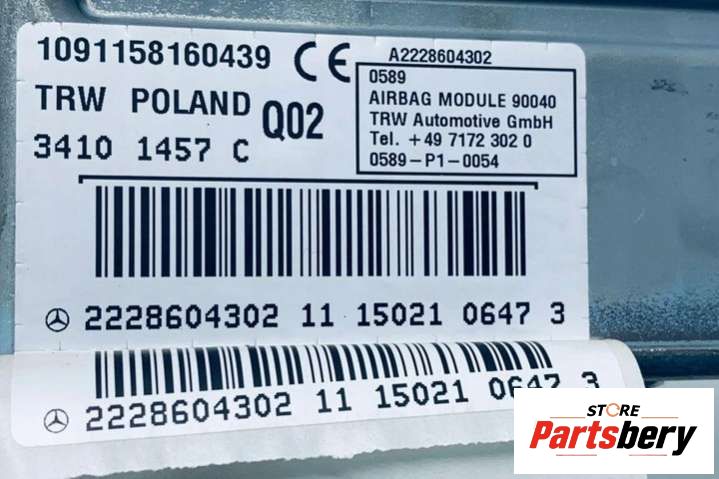 1091158160439
TRW POLAND
Q02
3410 1457 C
CE
A2228604302
0589
AIRBAG MODULE 90040
TRW Automotive GmbH
Tel. +49 7172 302 0
0589-P1-0054
2228604302 11 15021 0647 3
2228604302 11 15021 0647 3
STORE
Partsbery